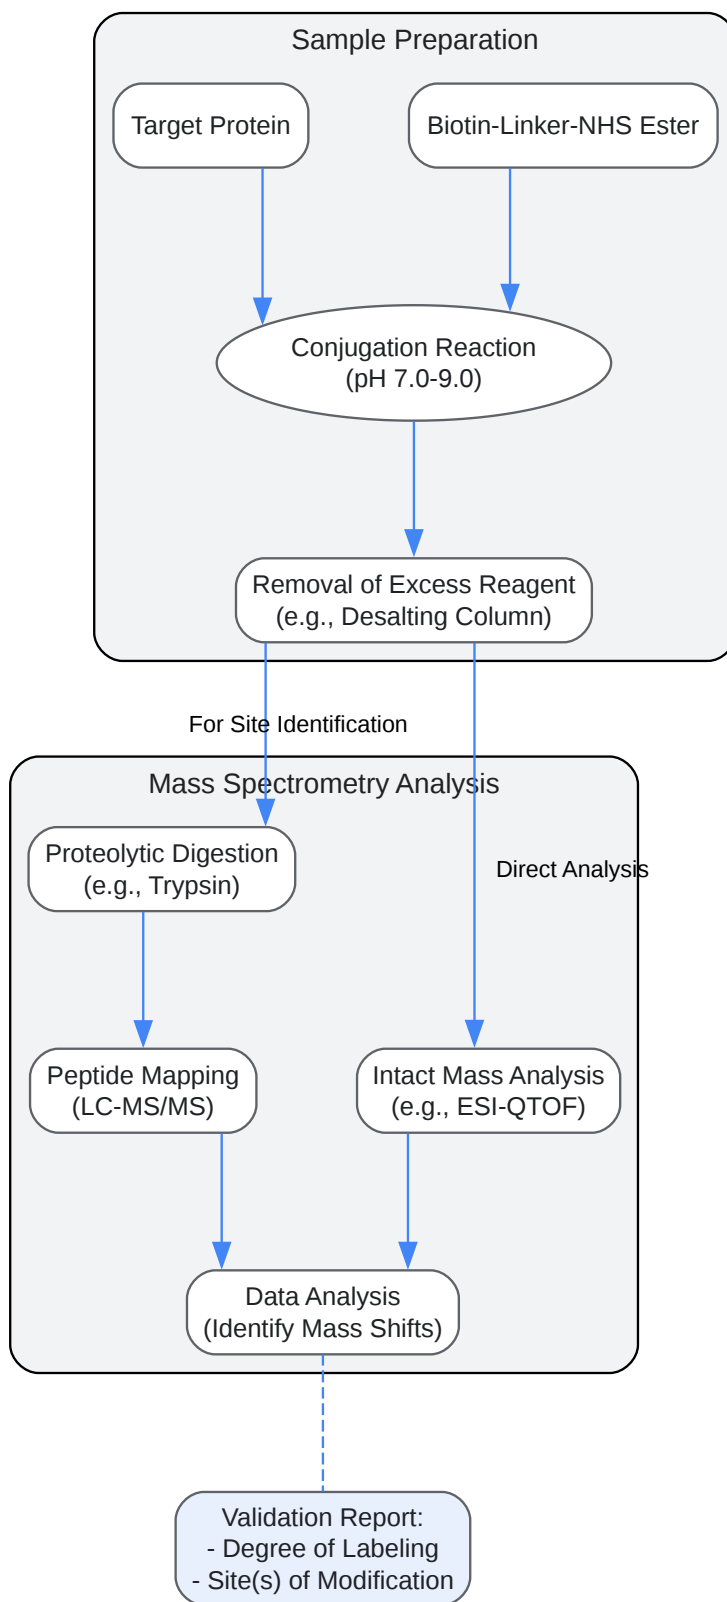 Sample Preparation
Target Protein
Biotin-Linker-NHS Ester
Conjugation Reaction
(pH 7.0-9.0)
Removal of Excess Reagent
(e.g., Desalting Column)
For Site Identification
Mass Spectrometry Analysis
Proteolytic Digestion
(e.g., Trypsin)
Direct Analysis
Peptide Mapping
(LC-MS/MS)
Intact Mass Analysis
(e.g., ESI-QTOF)
Data Analysis
(Identify Mass Shifts)
Validation Report:
- Degree of Labeling
- Site(s) of Modification